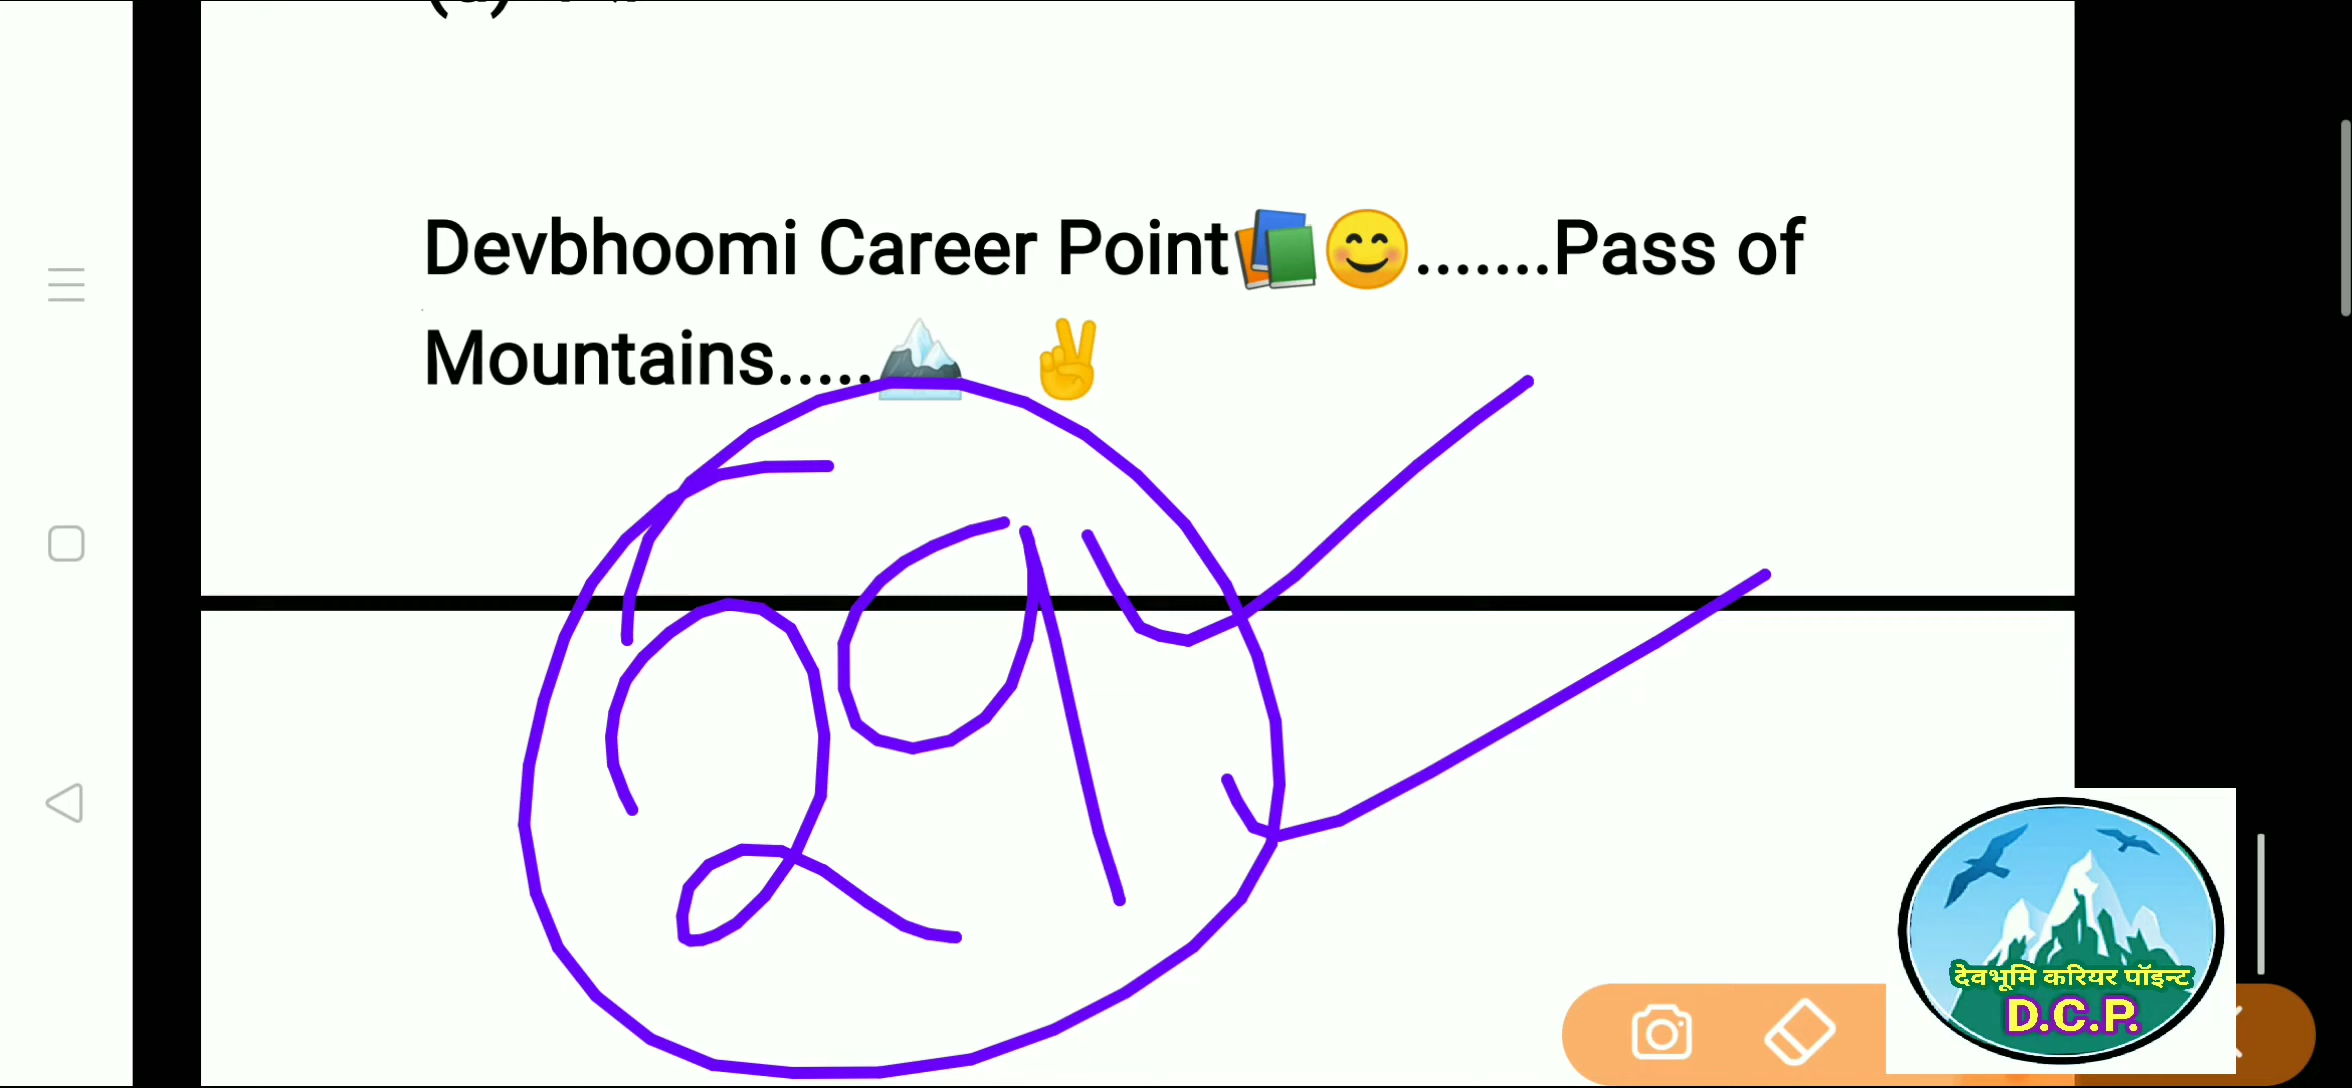 Devbhoomi Career Point📚😊.......Pass of
Mountains.....🏔️ ✌️
29
देवभूमि करियर पॉइन्ट
D.C.P.